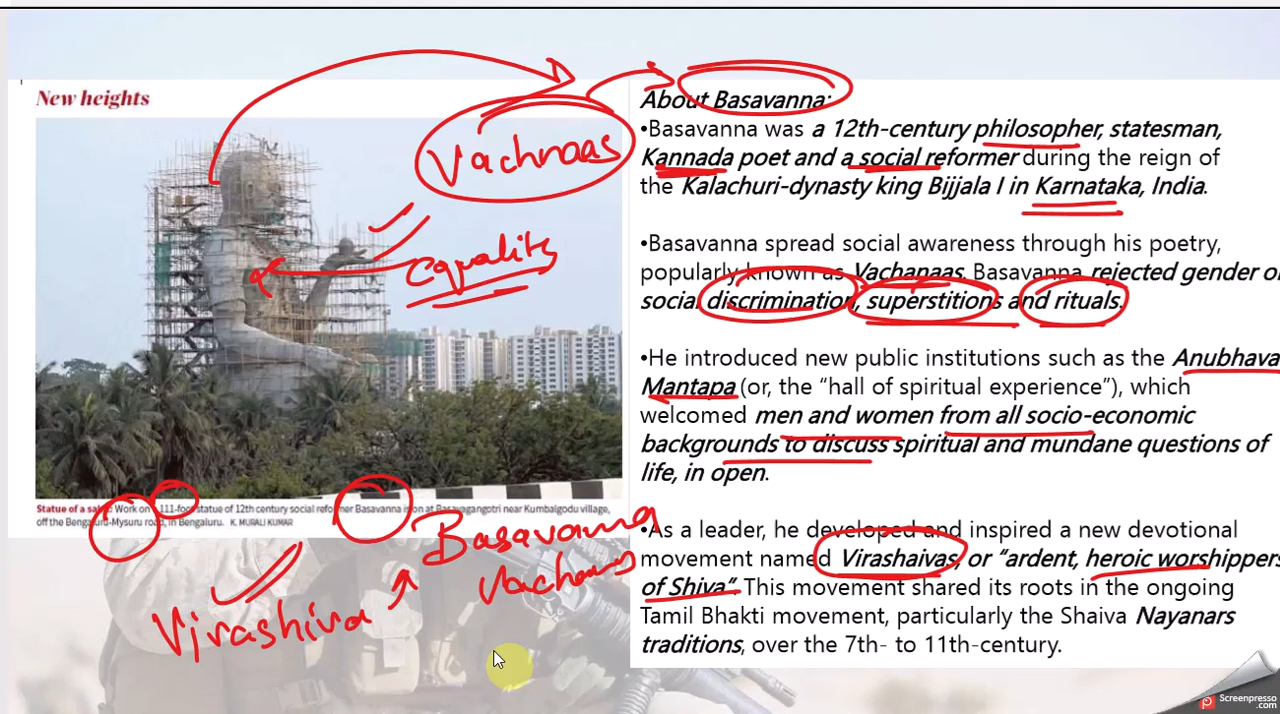 New heights
Vachnaas
equality
Statue of a Work on 111-foot statue of 12th century social reformer Basavanna is on at Basavagangotri near Kumbalgodu village,
off the Bengaluru-Mysuru road, in Bengaluru. K. MURALI KUMAR
Basavanna
Vachanas
Virashiva
About Basavanna:
•Basavanna was a 12th-century philosopher, statesman,
Kannada poet and a social reformer during the reign of
the Kalachuri-dynasty king Bijjala I in Karnataka, India.
•Basavanna spread social awareness through his poetry,
popularly known as Vachanaas. Basavanna rejected gender or
social discrimination, superstitions and rituals.
•He introduced new public institutions such as the Anubhava
Mantapa (or, the “hall of spiritual experience”), which
welcomed men and women from all socio-economic
backgrounds to discuss spiritual and mundane questions of
life, in open.
•As a leader, he developed and inspired a new devotional
movement named Virashaivas, or “ardent, heroic worshippers
of Shiva”. This movement shared its roots in the ongoing
Tamil Bhakti movement, particularly the Shaiva Nayanars
traditions, over the 7th- to 11th-century.
Screenpresso
.com